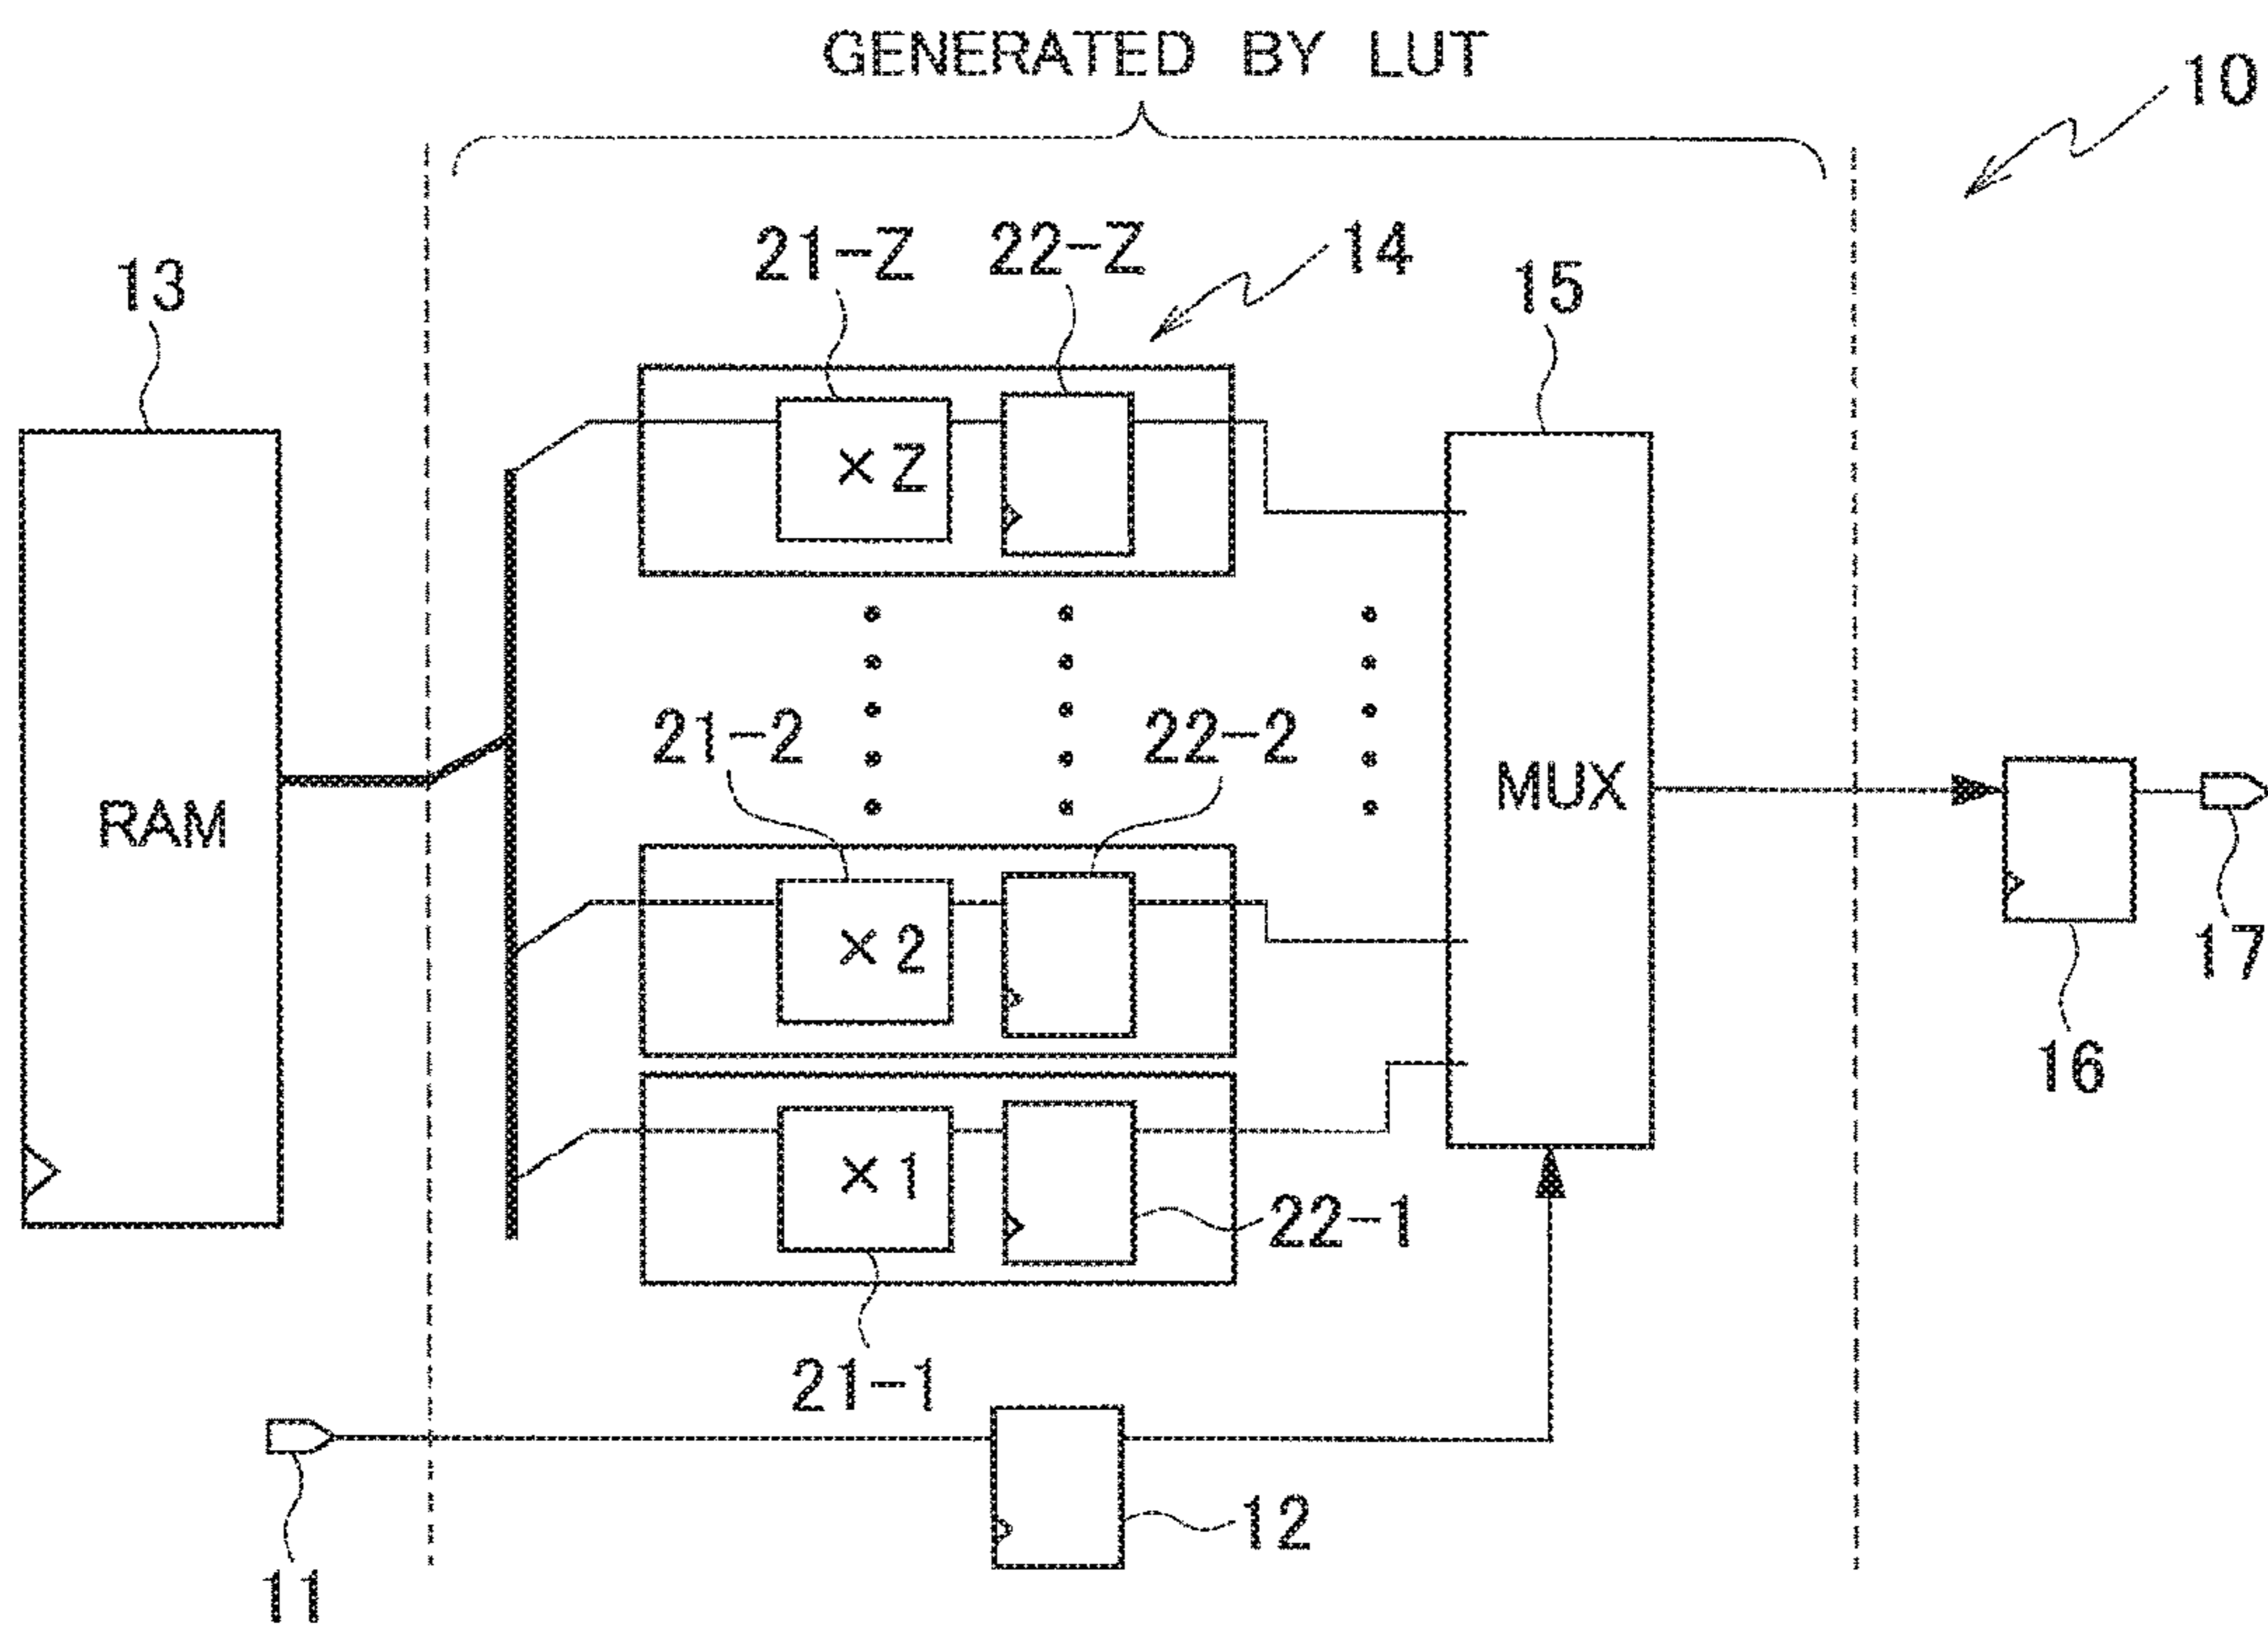 GENERATED BY LUT
10
21-Z
22-Z
14
13
15
×Z
21-2
22-2
RAM
MUX
×2
17
16
×1
22-1
21-1
12
11